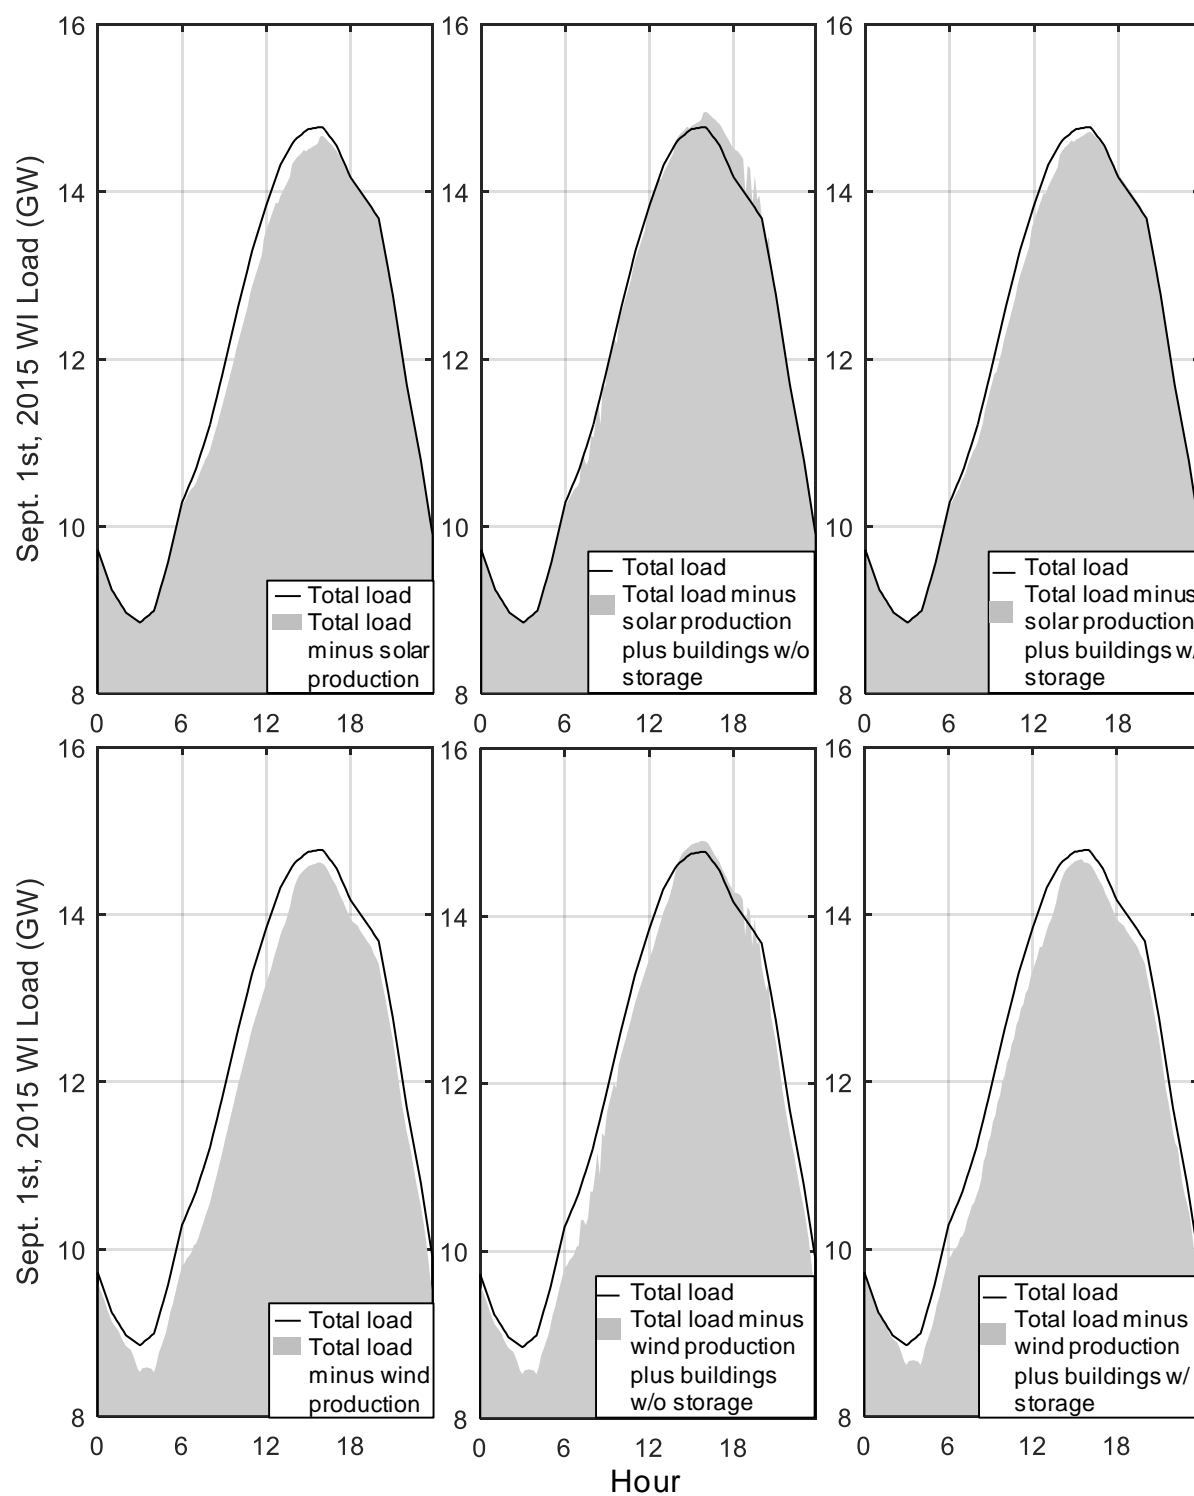 Sept. 1st, 2015 WI Load (GW)
16
14
12
10
8
0
6
12
18
Total load
Total load
minus solar
production
16
14
12
10
8
0
6
12
18
Total load
Total load minus
solar production
plus buildings w/o
storage
16
14
12
10
8
0
6
12
18
Total load
Total load minus
solar production
plus buildings w/
storage
Sept. 1st, 2015 WI Load (GW)
16
14
12
10
8
0
6
12
18
Total load
Total load
minus wind
production
16
14
12
10
8
0
6
12
18
Total load
Total load minus
wind production
plus buildings
w/o storage
16
14
12
10
8
0
6
12
18
Total load
Total load minus
wind production
plus buildings w/
storage
Hour